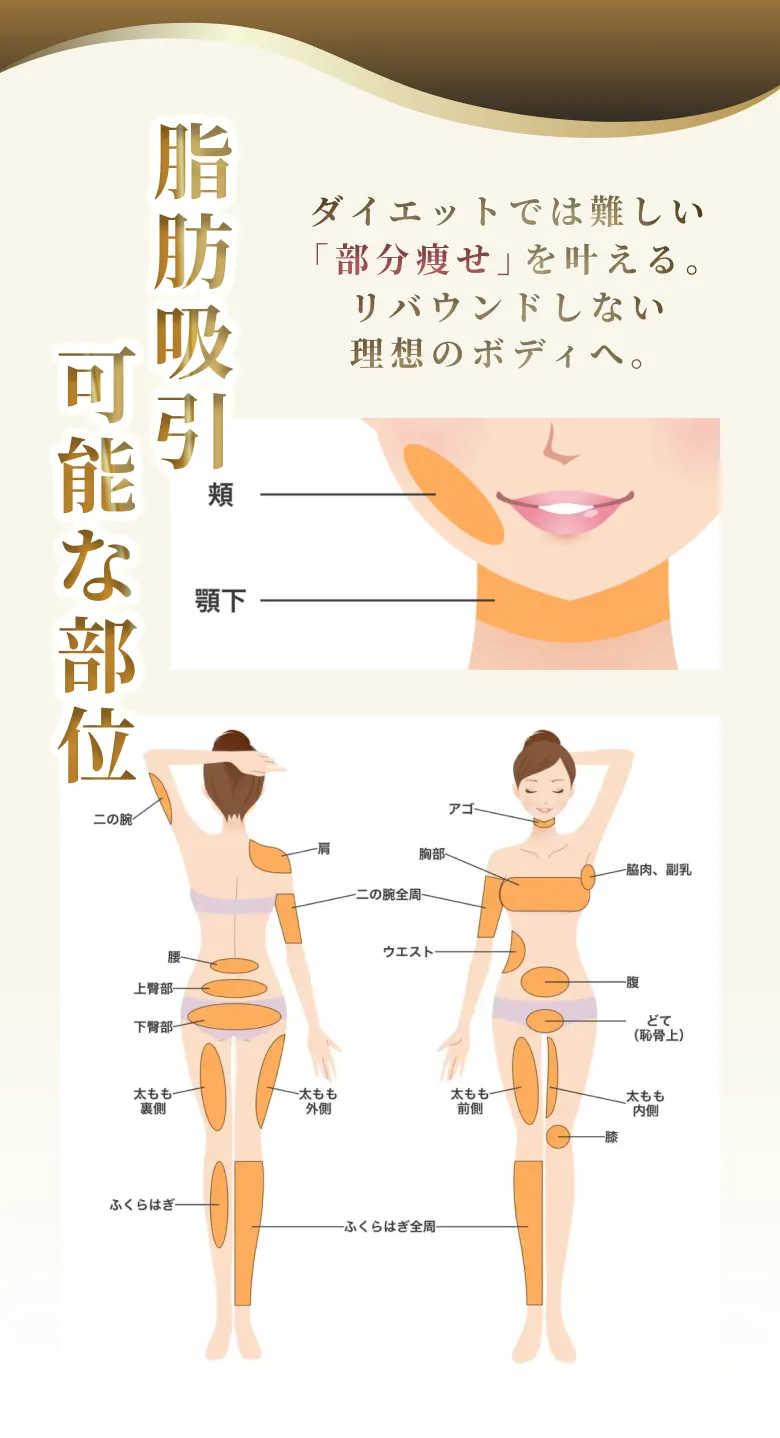 脂肪吸引
可能な部位
ダイエットでは難しい
「部分痩せ」を叶える。
リバウンドしない
理想のボディへ。
頬
顎下
二の腕
肩
二の腕全周
腰
上臀部
下臀部
太もも
裏側
太もも
外側
ふくらはぎ
ふくらはぎ全周
アゴ
胸部
脇肉、副乳
ウエスト
腹
どて
（恥骨上）
太もも
前側
太もも
内側
膝